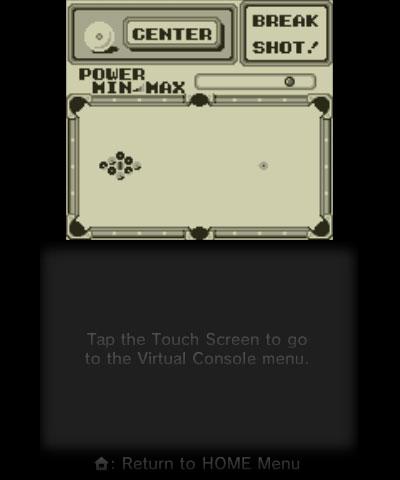 CENTER
BREAK
SHOT!
POWER
MIN MAX
Tap the Touch Screen to go
to the Virtual Console menu.
: Return to HOME Menu